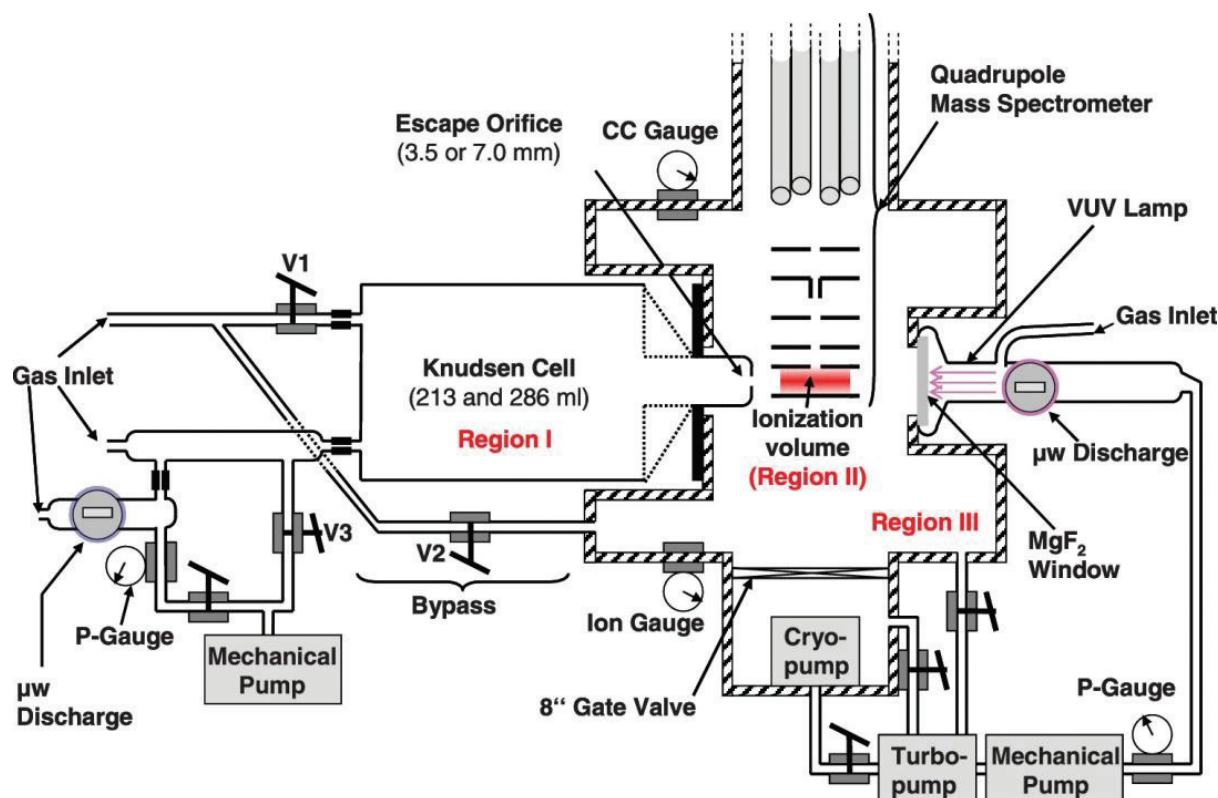 Quadrupole
Mass Spectrometer
Escape Orifice
(3.5 or 7.0 mm)
CC Gauge
VUV Lamp
V1
Gas Inlet
Gas Inlet
Knudsen Cell
(213 and 286 ml)
Region I
Ionization
volume
(Region II)
µw Discharge
Region III
MgF₂
Window
V3
V2
Bypass
P-Gauge
Ion Gauge
Mechanical
Pump
µw
Discharge
Cryo-
pump
8“ Gate Valve
P-Gauge
Turbo-
pump
Mechanical
Pump